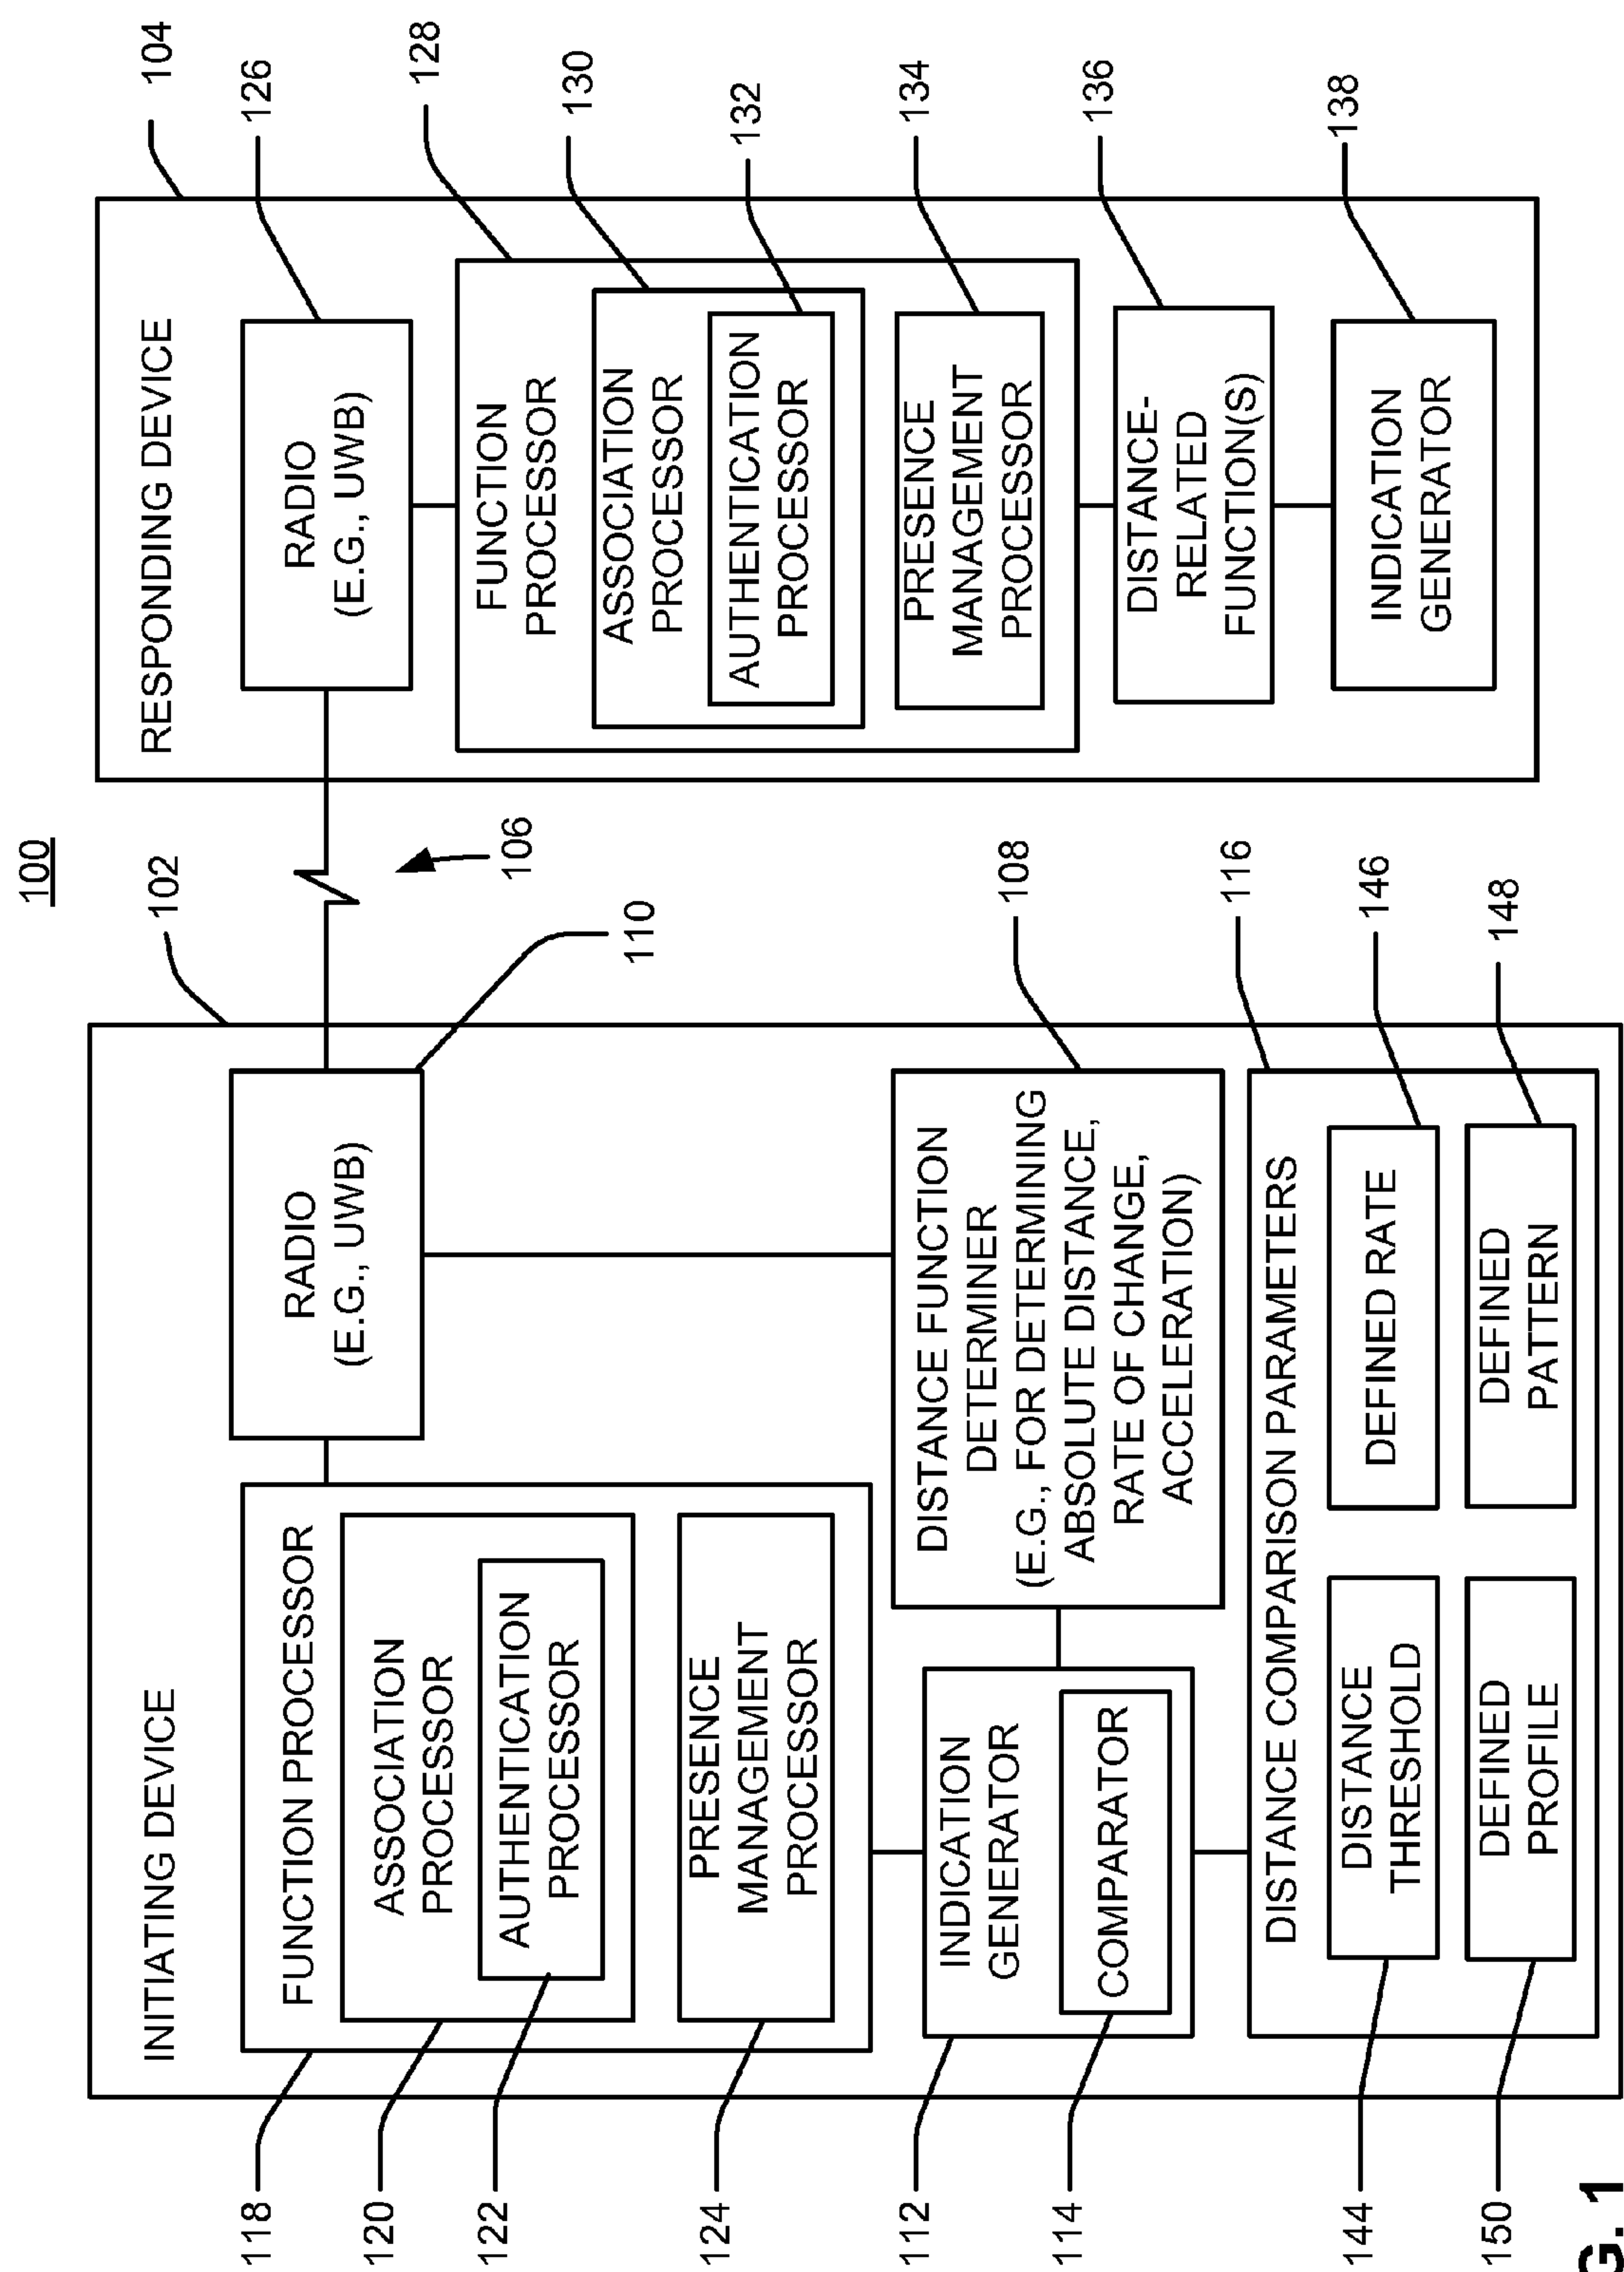 100
102
104
INITIATING DEVICE
RESPONDING DEVICE
118
FUNCTION PROCESSOR
120
ASSOCIATION
PROCESSOR
122
AUTHENTICATION
PROCESSOR
124
PRESENCE
MANAGEMENT
PROCESSOR
RADIO
(E.G., UWB)
110
106
112
INDICATION
GENERATOR
114
COMPARATOR
DISTANCE FUNCTION
DETERMINER
(E.G., FOR DETERMINING
ABSOLUTE DISTANCE,
RATE OF CHANGE,
ACCELERATION)
108
116
DISTANCE COMPARISON PARAMETERS
144
DISTANCE
THRESHOLD
DEFINED RATE
146
150
DEFINED
PROFILE
DEFINED
PATTERN
148
RADIO
(E.G., UWB)
126
FUNCTION
PROCESSOR
128
ASSOCIATION
PROCESSOR
130
AUTHENTICATION
PROCESSOR
132
PRESENCE
MANAGEMENT
PROCESSOR
134
DISTANCE-
RELATED
FUNCTION(S)
136
INDICATION
GENERATOR
138
G. 1